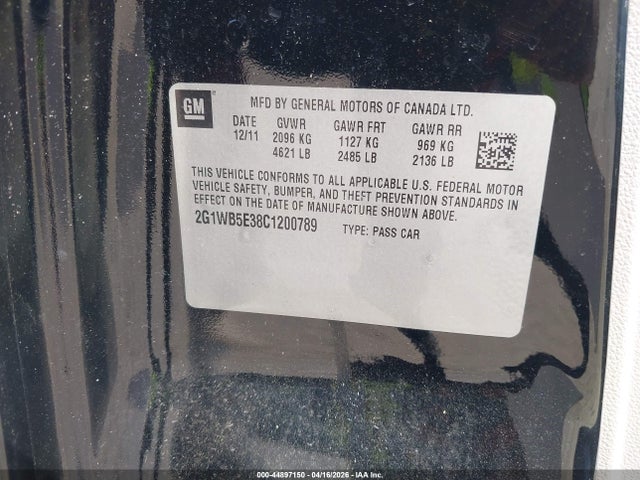 GM
MFD BY GENERAL MOTORS OF CANADA LTD.
DATE GVWR GAWR FRT GAWR RR
12/11 2096 KG 1127 KG 969 KG
4621 LB 2485 LB 2136 LB
THIS VEHICLE CONFORMS TO ALL APPLICABLE U.S. FEDERAL MOTOR
VEHICLE SAFETY, BUMPER, AND THEFT PREVENTION STANDARDS IN
EFFECT ON THE DATE OF MANUFACTURE SHOWN ABOVE.
2G1WB5E38C1200789 TYPE: PASS CAR
000-44897150 - 04/16/2026 - IAA Inc.